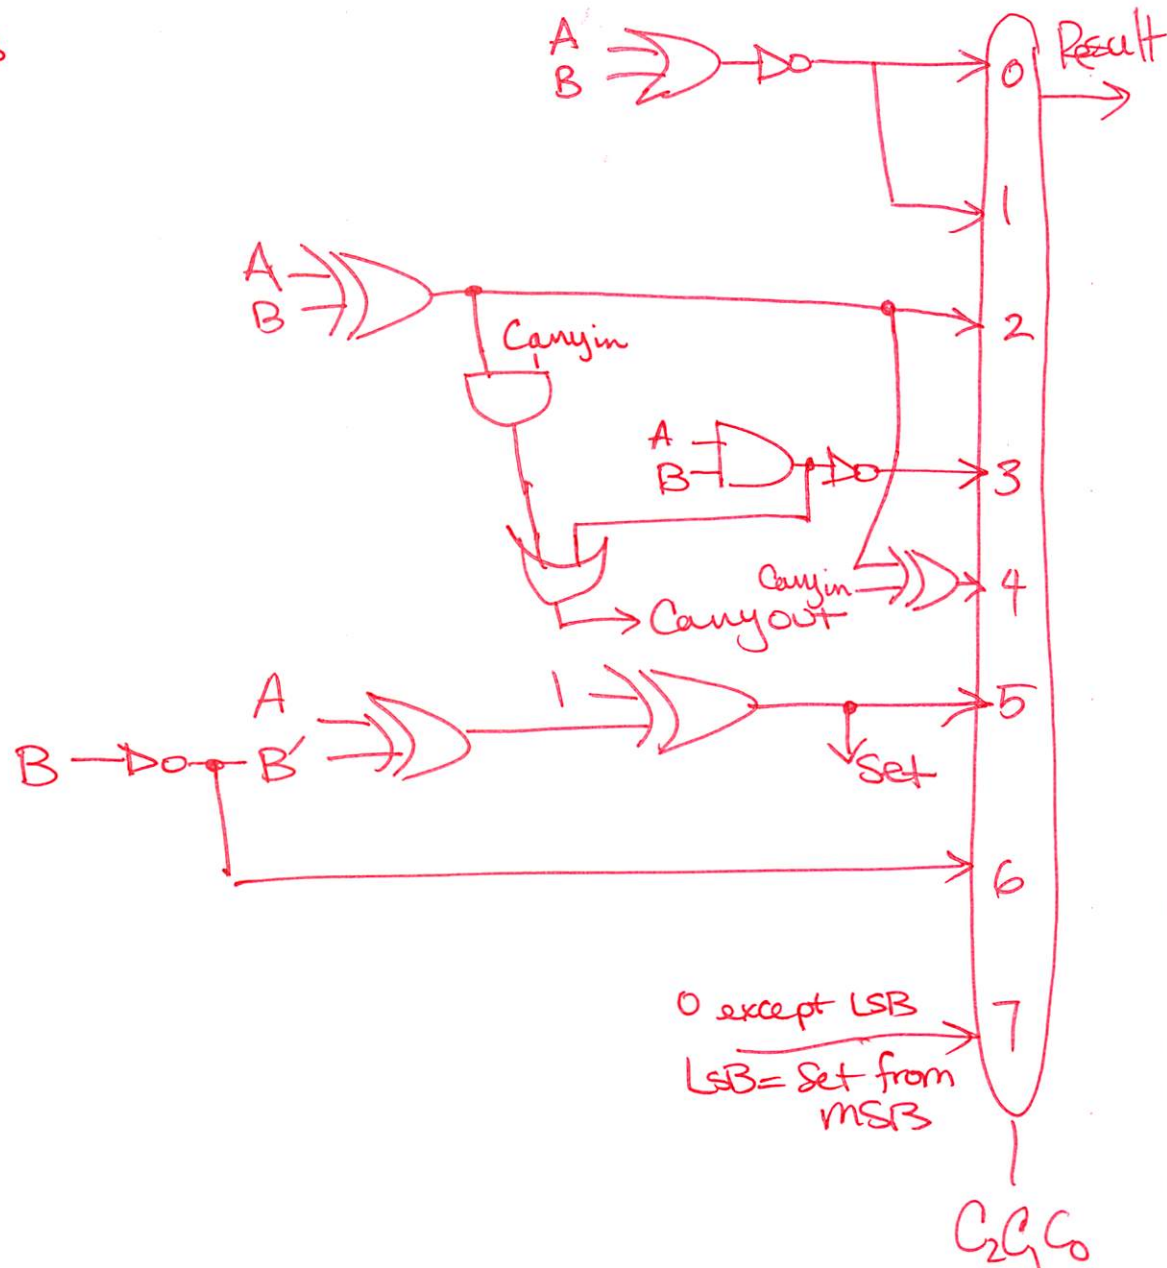 A
B
0
Result
1
A
B
2
Carryin
A
B
3
Carryin
4
Carryout
A
1
5
B
B′
Set
6
0 except LSB
7
LSB = Set from
MSB
C₂C₁C₀